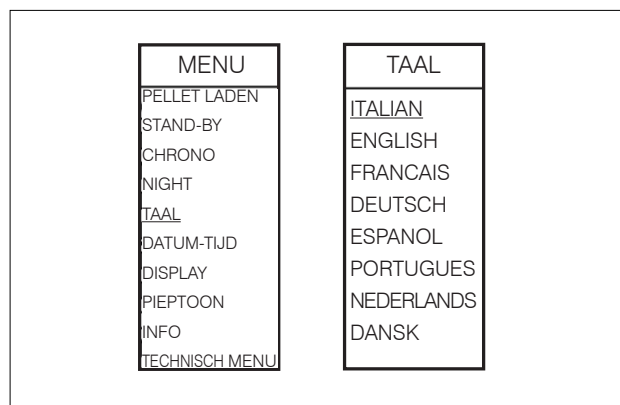 MENU
PELLET LADEN
STAND-BY
CHRONO
NIGHT
TAAL
DATUM-TIJD
DISPLAY
PIEPTOON
INFO
TECHNISCH MENU
TAAL
ITALIAN
ENGLISH
FRANCAIS
DEUTSCH
ESPANOL
PORTUGUES
NEDERLANDS
DANSK